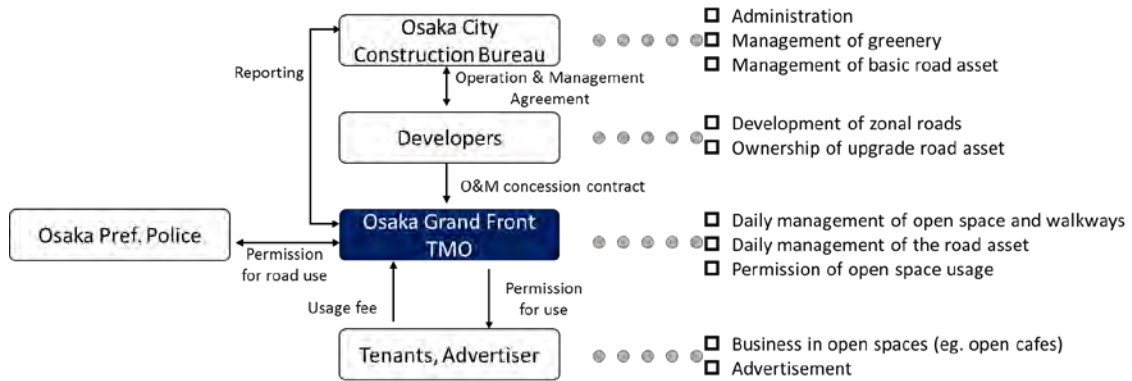 Osaka City
Construction Bureau
Administration
Management of greenery
Management of basic road asset
Reporting
Operation & Management
Agreement
Developers
Development of zonal roads
Ownership of upgrade road asset
O&M concession contract
Osaka Pref. Police
Permission
for road use
Osaka Grand Front
TMO
Daily management of open space and walkways
Daily management of the road asset
Permission of open space usage
Usage fee
Permission
for use
Tenants, Advertiser
Business in open spaces (eg. open cafes)
Advertisement